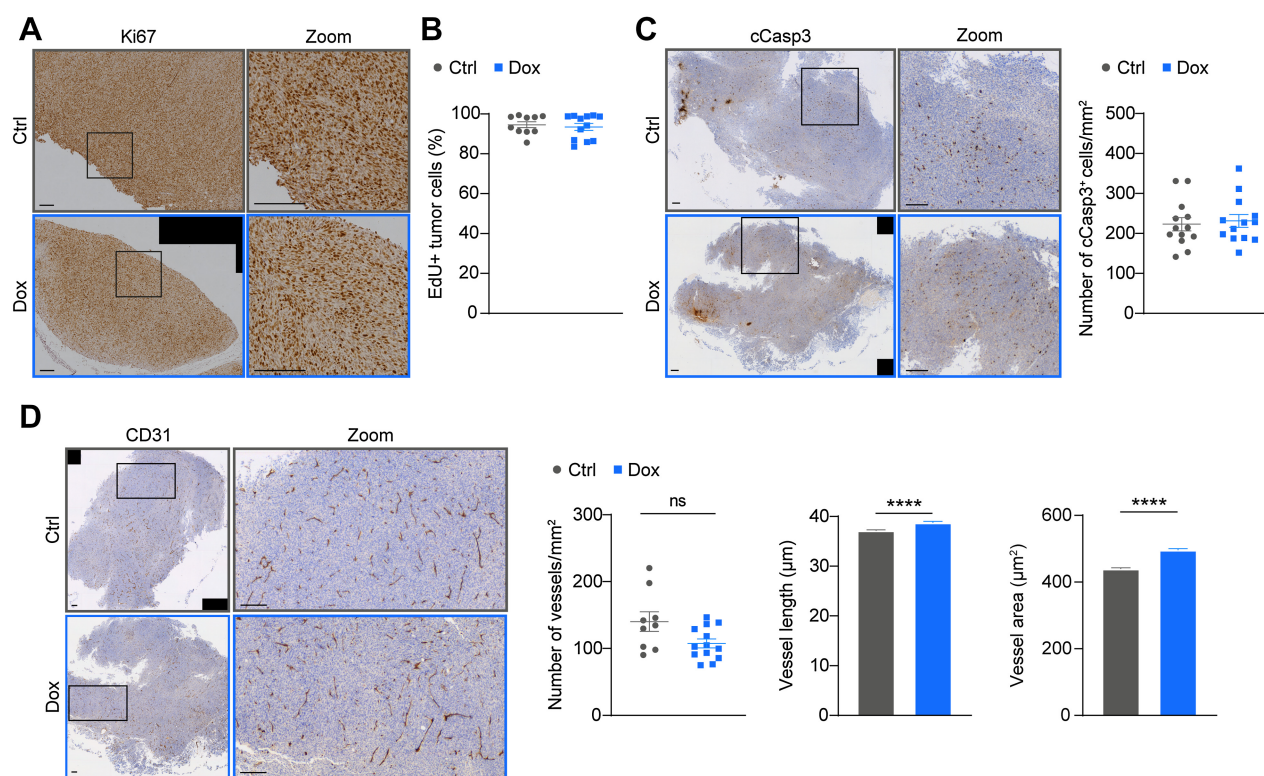 A
Ki67
Zoom
Ctrl
Dox
B
Ctrl
Dox
EdU+ tumor cells (%)
100
80
60
40
20
0
C
cCasp3
Zoom
Ctrl
Dox
Ctrl
Dox
Number of cCasp3⁺ cells/mm²
500
400
300
200
100
0
D
CD31
Zoom
Ctrl
Dox
Ctrl
Dox
Number of vessels/mm²
300
200
100
0
ns
Vessel length (μm)
40
30
20
10
0
****
Vessel area (μm²)
600
400
200
0
****